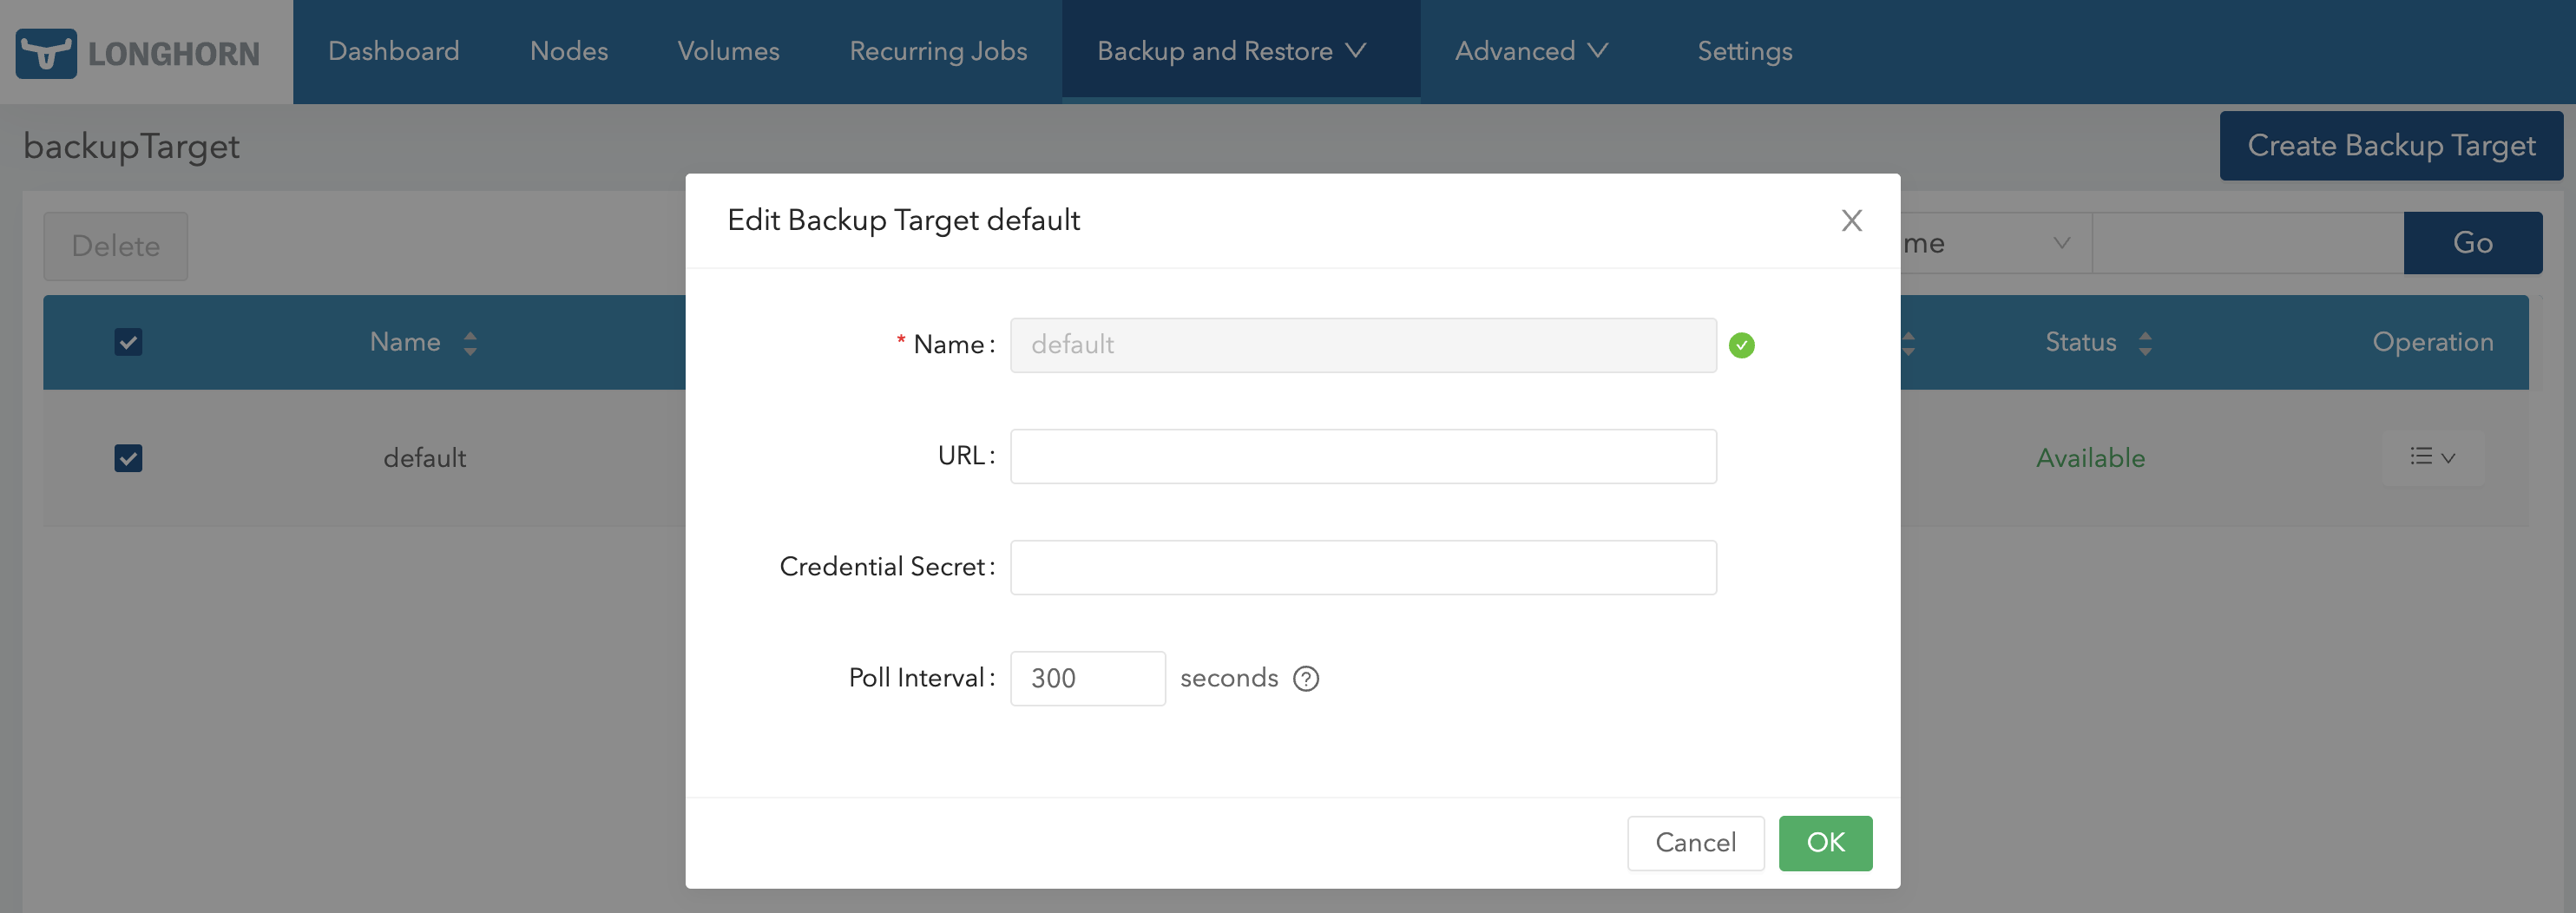 LONGHORN
Dashboard
Nodes
Volumes
Recurring Jobs
Backup and Restore
Advanced
Settings
backupTarget
Create Backup Target
Edit Backup Target default
Delete
me
Go
Name
Status
Operation
* Name: default
URL:
default
Available
Credential Secret:
Poll Interval: 300 seconds ?
Cancel
OK